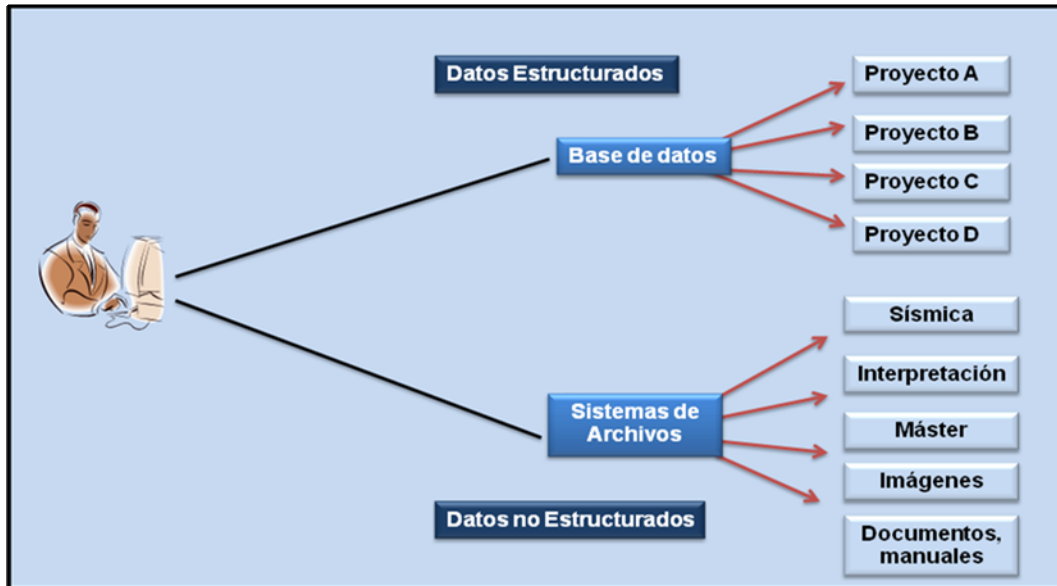 Datos Estructurados
Base de datos
Proyecto A
Proyecto B
Proyecto C
Proyecto D
Sistemas de
Archivos
Datos no Estructurados
Sísmica
Interpretación
Máster
Imágenes
Documentos,
manuales